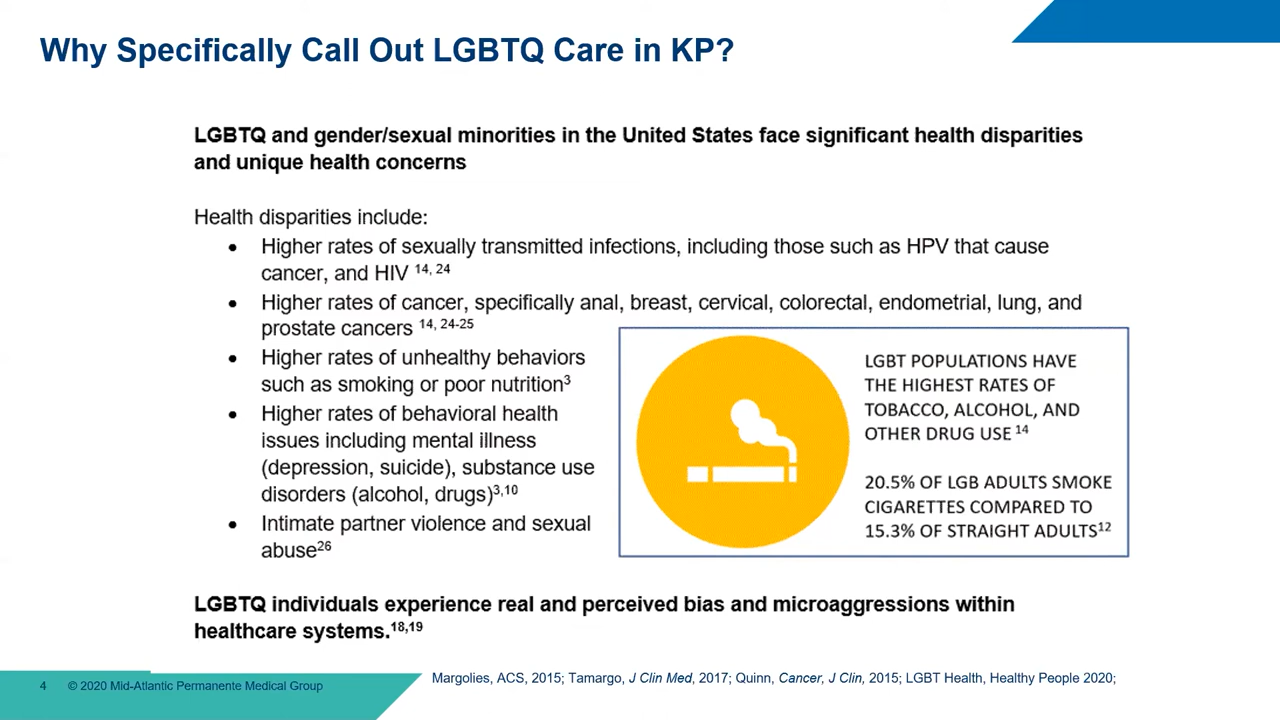 Why Specifically Call Out LGBTQ Care in KP?
LGBTQ and gender/sexual minorities in the United States face significant health disparities
and unique health concerns
Health disparities include:
• Higher rates of sexually transmitted infections, including those such as HPV that cause
cancer, and HIV 14, 24
• Higher rates of cancer, specifically anal, breast, cervical, colorectal, endometrial, lung, and
prostate cancers 14, 24-25
• Higher rates of unhealthy behaviors
such as smoking or poor nutrition3
• Higher rates of behavioral health
issues including mental illness
(depression, suicide), substance use
disorders (alcohol, drugs)3,10
• Intimate partner violence and sexual
abuse26
LGBT POPULATIONS HAVE
THE HIGHEST RATES OF
TOBACCO, ALCOHOL, AND
OTHER DRUG USE 14
20.5% OF LGB ADULTS SMOKE
CIGARETTES COMPARED TO
15.3% OF STRAIGHT ADULTS12
LGBTQ individuals experience real and perceived bias and microaggressions within
healthcare systems.18,19
4 © 2020 Mid-Atlantic Permanente Medical Group
Margolies, ACS, 2015; Tamargo, J Clin Med, 2017; Quinn, Cancer, J Clin, 2015; LGBT Health, Healthy People 2020;